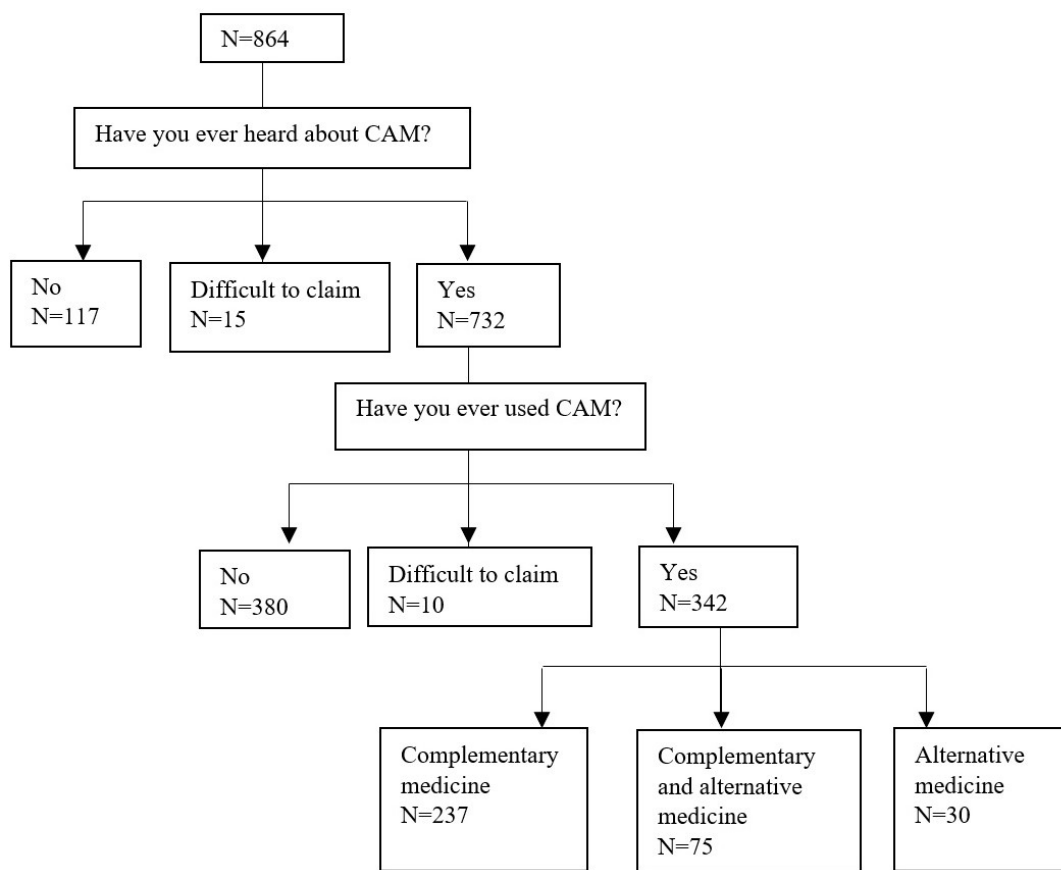 N=864
Have you ever heard about CAM?
No
N=117
Difficult to claim
N=15
Yes
N=732
Have you ever used CAM?
No
N=380
Difficult to claim
N=10
Yes
N=342
Complementary
medicine
N=237
Complementary
and alternative
medicine
N=75
Alternative
medicine
N=30